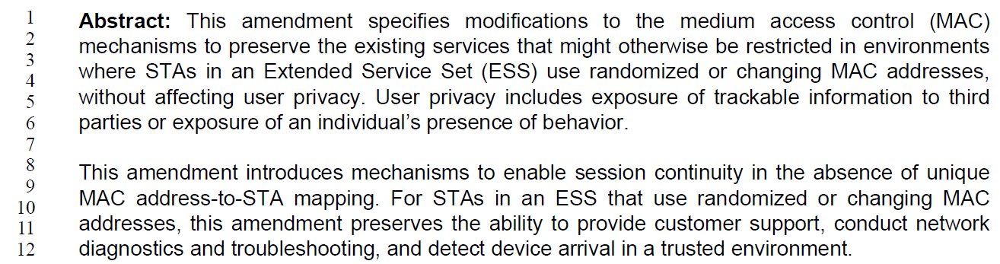 1 Abstract: This amendment specifies modifications to the medium access control (MAC)
2 mechanisms to preserve the existing services that might otherwise be restricted in environments
3 where STAs in an Extended Service Set (ESS) use randomized or changing MAC addresses,
4 without affecting user privacy. User privacy includes exposure of trackable information to third
5 parties or exposure of an individual’s presence of behavior.
6
7
8 This amendment introduces mechanisms to enable session continuity in the absence of unique
9 MAC address-to-STA mapping. For STAs in an ESS that use randomized or changing MAC
10 addresses, this amendment preserves the ability to provide customer support, conduct network
11 diagnostics and troubleshooting, and detect device arrival in a trusted environment.
12